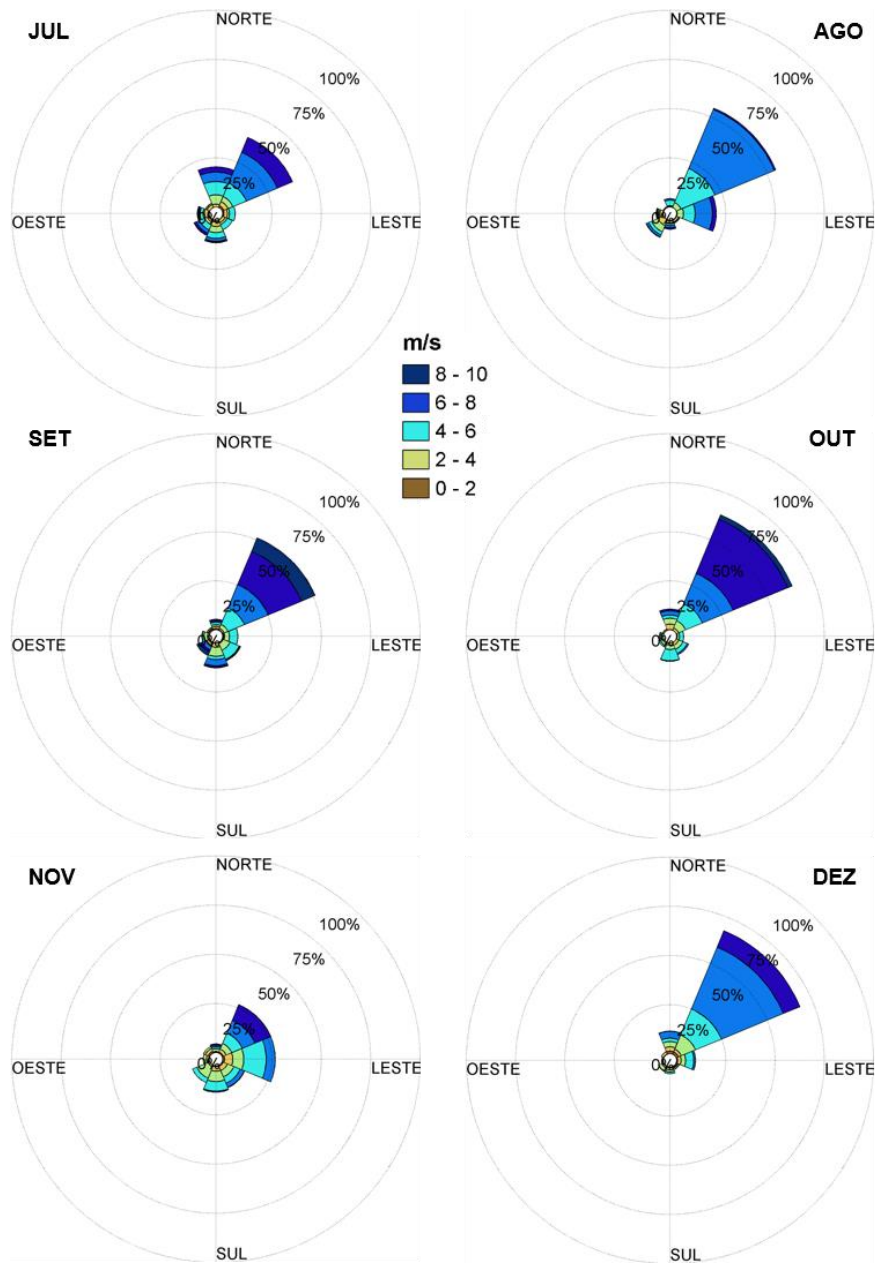 JUL
NORTE
100%
75%
50%
25%
0%
OESTE
LESTE
SUL
AGO
NORTE
100%
75%
50%
25%
0%
OESTE
LESTE
SUL
m/s
8 - 10
6 - 8
4 - 6
2 - 4
0 - 2
SET
NORTE
100%
75%
50%
25%
0%
OESTE
LESTE
SUL
OUT
NORTE
100%
75%
50%
25%
0%
OESTE
LESTE
SUL
NOV
NORTE
100%
75%
50%
25%
0%
OESTE
LESTE
SUL
DEZ
NORTE
100%
75%
50%
25%
0%
OESTE
LESTE
SUL